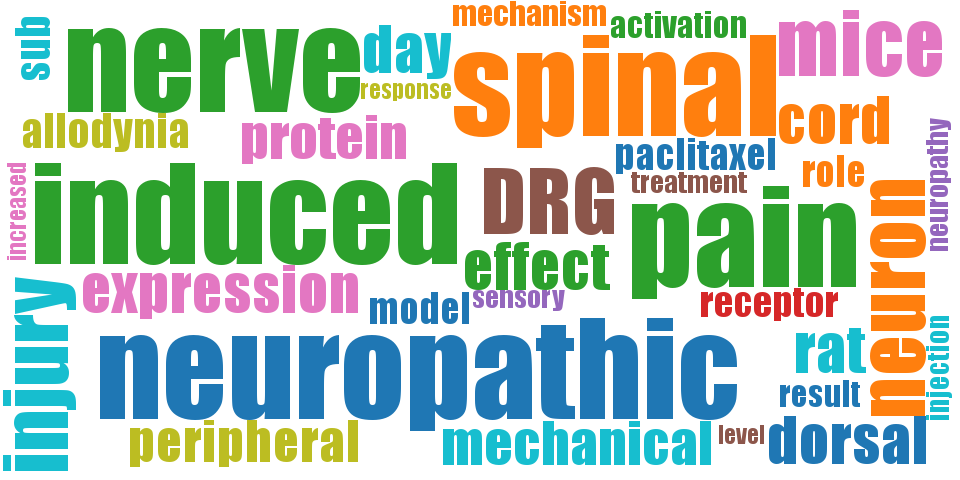 mechanism
activation
sub
nerve
day
spinal
mice
response
cord
allodynia
protein
paclitaxel
neuropathy
role
increased
induced
DRG
treatment
pain
neuron
effect
expression
model
sensory
receptor
injury
neuropathic
rat
injection
result
peripheral
mechanical
level
dorsal